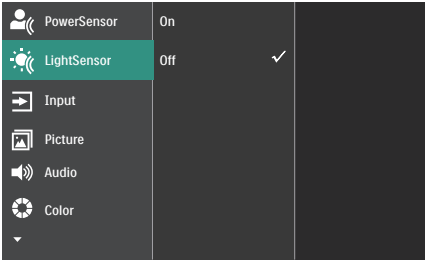 PowerSensor
On
LightSensor
Off
Input
Picture
Audio
Color